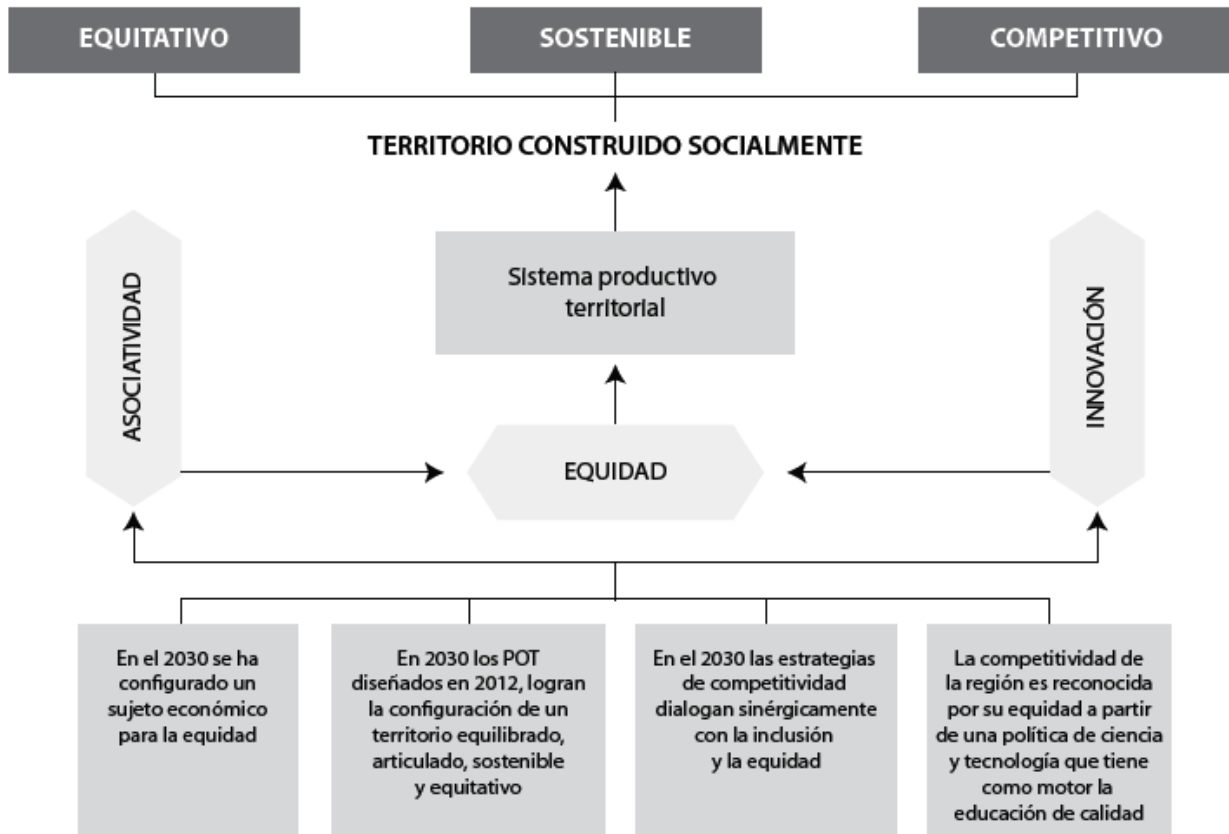 EQUITATIVO
SOSTENIBLE
COMPETITIVO
TERRITORIO CONSTRUIDO SOCIALMENTE
ASOCIATIVIDAD
Sistema productivo
territorial
INNOVACIÓN
EQUIDAD
En el 2030 se ha
configurado un
sujeto económico
para la equidad
En 2030 los POT
diseñados en 2012, logran
la configuración de un
territorio equilibrado,
articulado, sostenible
y equitativo
En el 2030 las estrategias
de competitividad
dialogan sinérgicamente
con la inclusión
y la equidad
La competitividad de
la región es reconocida
por su equidad a partir
de una política de ciencia
y tecnología que tiene
como motor la
educación de calidad